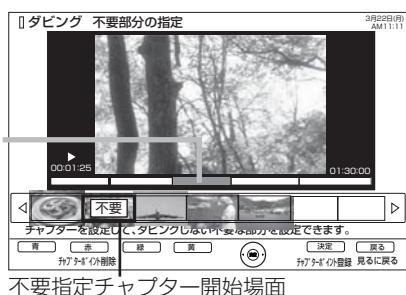 ダビング 不要部分の指定
3月22日(月)
AM11:11
00:01:25
01:30:00
不要
チャプターを設定して、ダビングしない不要な部分を設定できます。
青 赤 緑 黄 決定 戻る
ﾁｬﾌﾟﾀｰﾎﾟｲﾝﾄ削除 ﾁｬﾌﾟﾀｰﾎﾟｲﾝﾄ登録 見るに戻る
不要指定チャプター開始場面